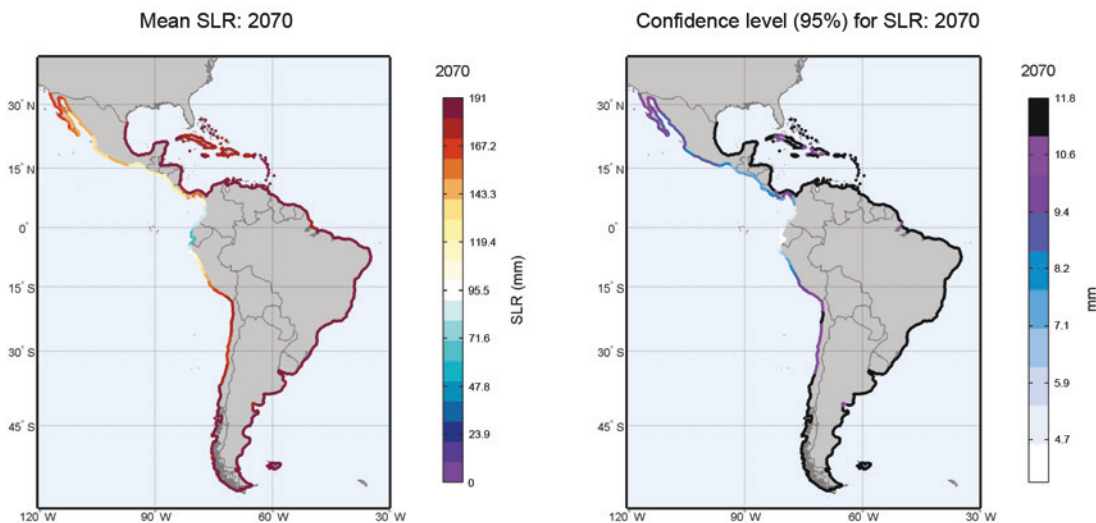 Mean SLR: 2070
Confidence level (95%) for SLR: 2070
2070
191
167.2
143.3
119.4
95.5
71.6
47.8
23.9
0
SLR (mm)
30° N
15° N
0°
15° S
30° S
45° S
120 W
90 W
60 W
30 W
2070
11.8
10.6
9.4
8.2
7.1
5.9
4.7
mm
30° N
15° N
0°
15° S
30° S
45° S
120 W
90 W
60 W
30 W